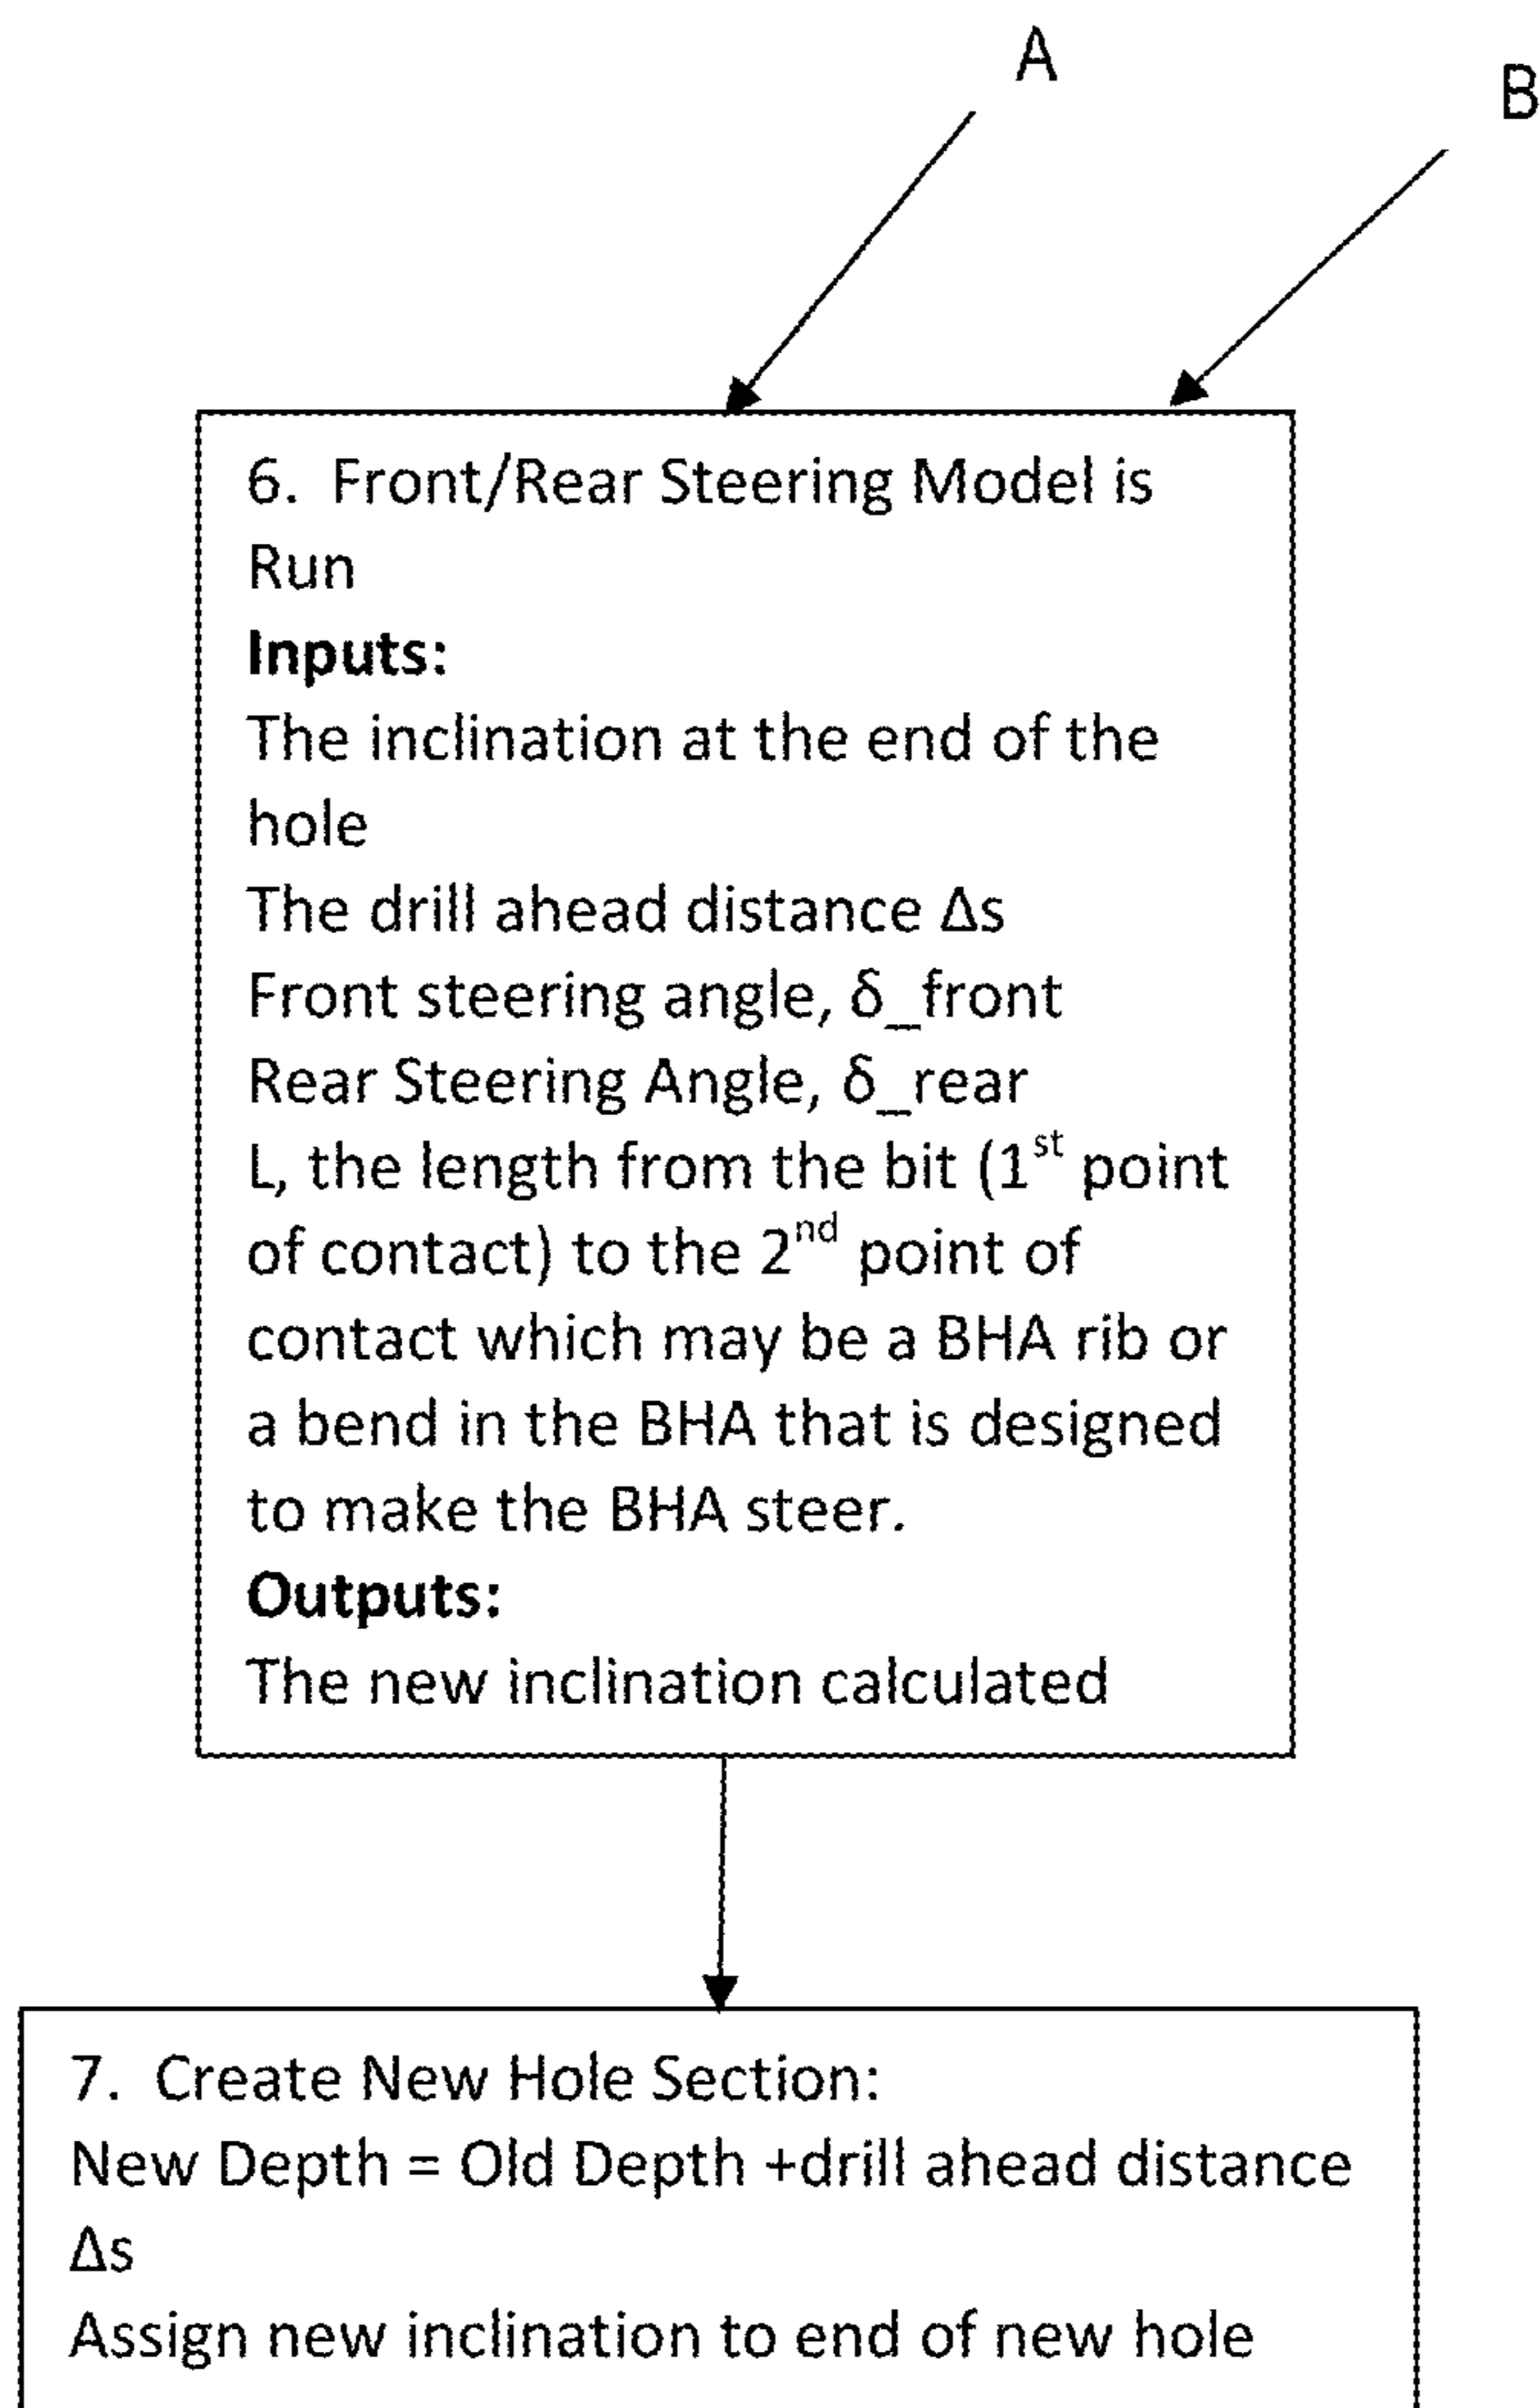 A
B
6. Front/Rear Steering Model is
Run
Inputs:
The inclination at the end of the
hole
The drill ahead distance Δs
Front steering angle, δ_front
Rear Steering Angle, δ_rear
L, the length from the bit (1st point
of contact) to the 2nd point of
contact which may be a BHA rib or
a bend in the BHA that is designed
to make the BHA steer.
Outputs:
The new inclination calculated
7. Create New Hole Section:
New Depth = Old Depth +drill ahead distance
Δs
Assign new inclination to end of new hole